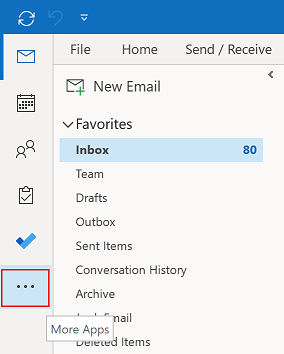 File Home Send / Receive
New Email
Favorites
Inbox 80
Team
Drafts
Outbox
Sent Items
Conversation History
Archive
Email
More Apps
Deleted Items